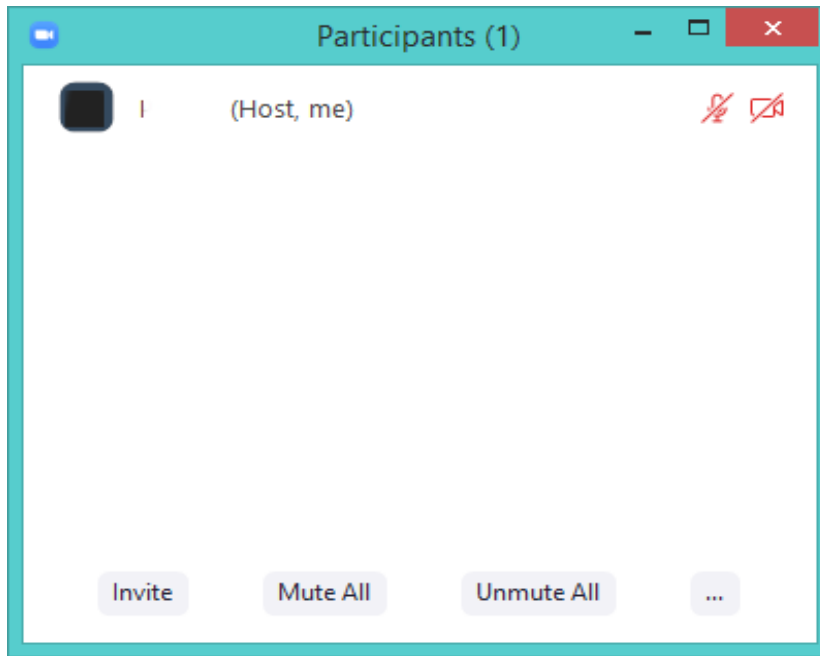 Participants (1)
(Host, me)
Invite Mute All Unmute All ...